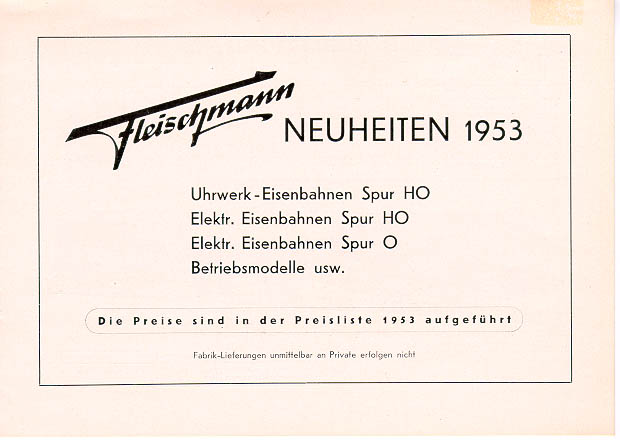 Fleischmann NEUHEITEN 1953
Uhrwerk-Eisenbahnen Spur HO
Elektr. Eisenbahnen Spur HO
Elektr. Eisenbahnen Spur O
Betriebsmodelle usw.
Die Preise sind in der Preisliste 1953 aufgeführt
Fabrik-Lieferungen unmittelbar an Private erfolgen nicht